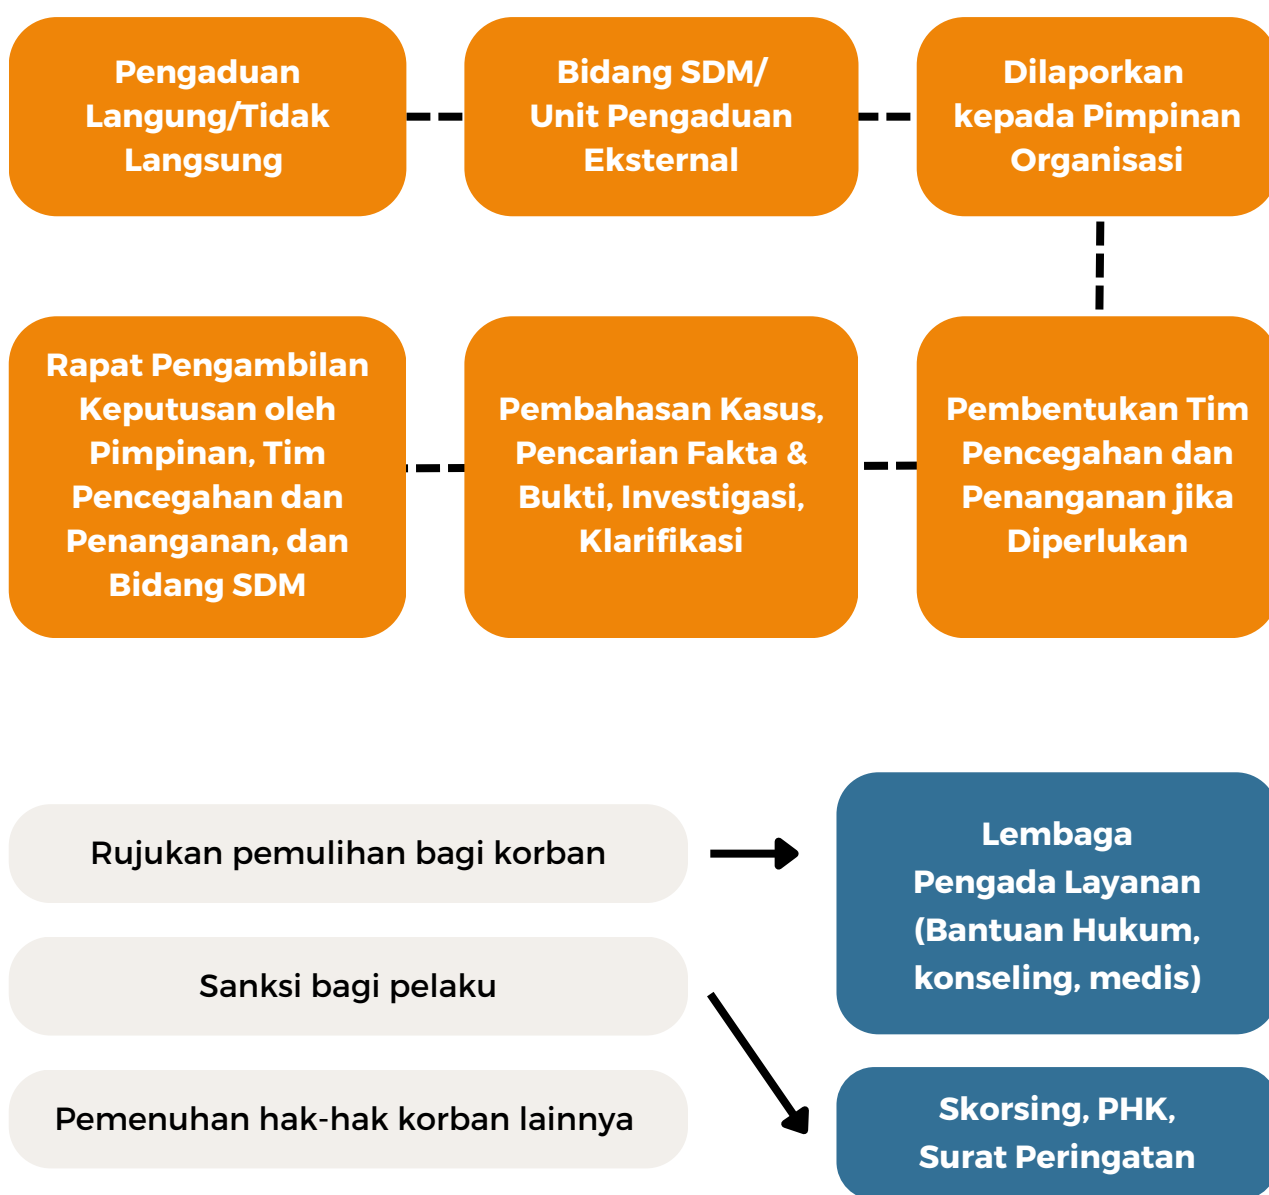 Pengaduan
Langung/Tidak
Langsung
Bidang SDM/
Unit Pengaduan
Eksternal
Dilaporkan
kepada Pimpinan
Organisasi
Rapat Pengambilan
Keputusan oleh
Pimpinan, Tim
Pencegahan dan
Penanganan, dan
Bidang SDM
Pembahasan Kasus,
Pencarian Fakta &
Bukti, Investigasi,
Klarifikasi
Pembentukan Tim
Pencegahan dan
Penanganan jika
Diperlukan
Rujukan pemulihan bagi korban
Sanksi bagi pelaku
Pemenuhan hak-hak korban lainnya
Lembaga
Pengada Layanan
(Bantuan Hukum,
konseling, medis)
Skorsing, PHK,
Surat Peringatan